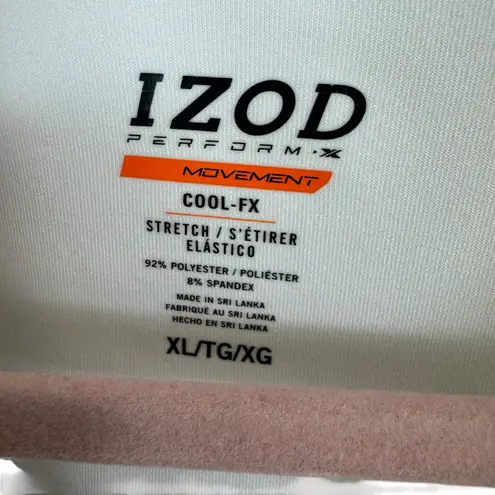 IZOD
PERFORM·X
MOVEMENT
COOL-FX
STRETCH / S'ÉTIRER
ELÁSTICO
92% POLYESTER / POLIÉSTER
8% SPANDEX
MADE IN SRI LANKA
FABRIQUÉ AU SRI LANKA
HECHO EN SRI LANKA
XL/TG/XG